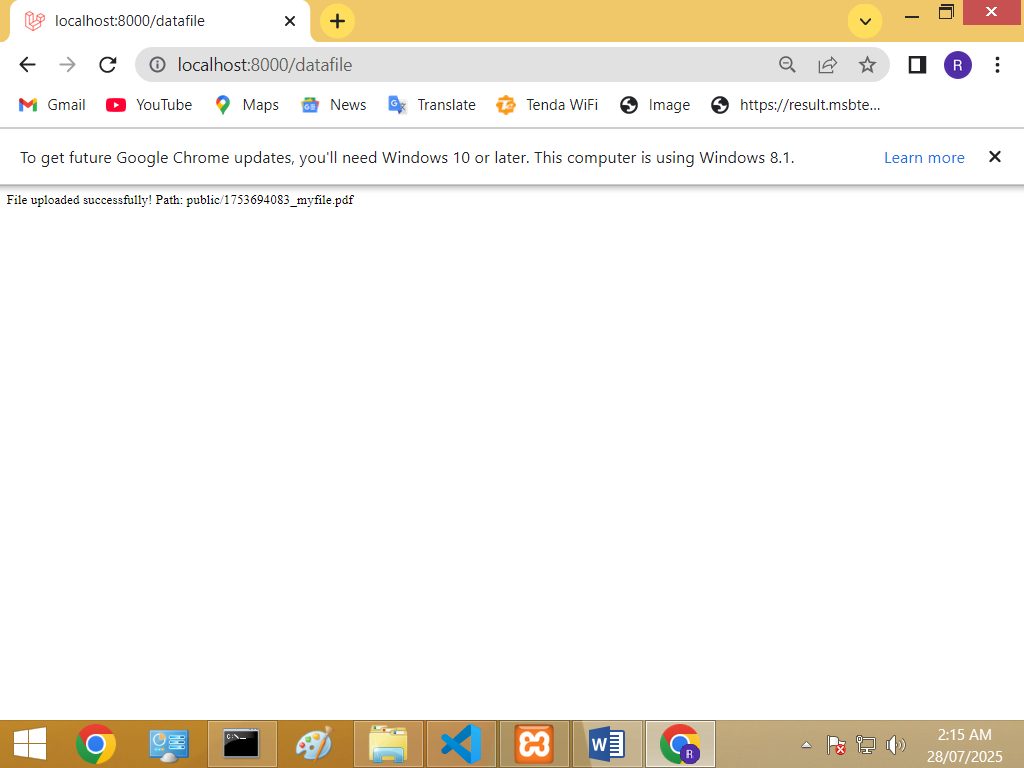 localhost:8000/datafile
localhost:8000/datafile
R
Gmail YouTube Maps News Translate Tenda WiFi Image https://result.msbte...
To get future Google Chrome updates, you'll need Windows 10 or later. This computer is using Windows 8.1. Learn more
File uploaded successfully! Path: public/1753694083_myfile.pdf
2:15 AM
28/07/2025